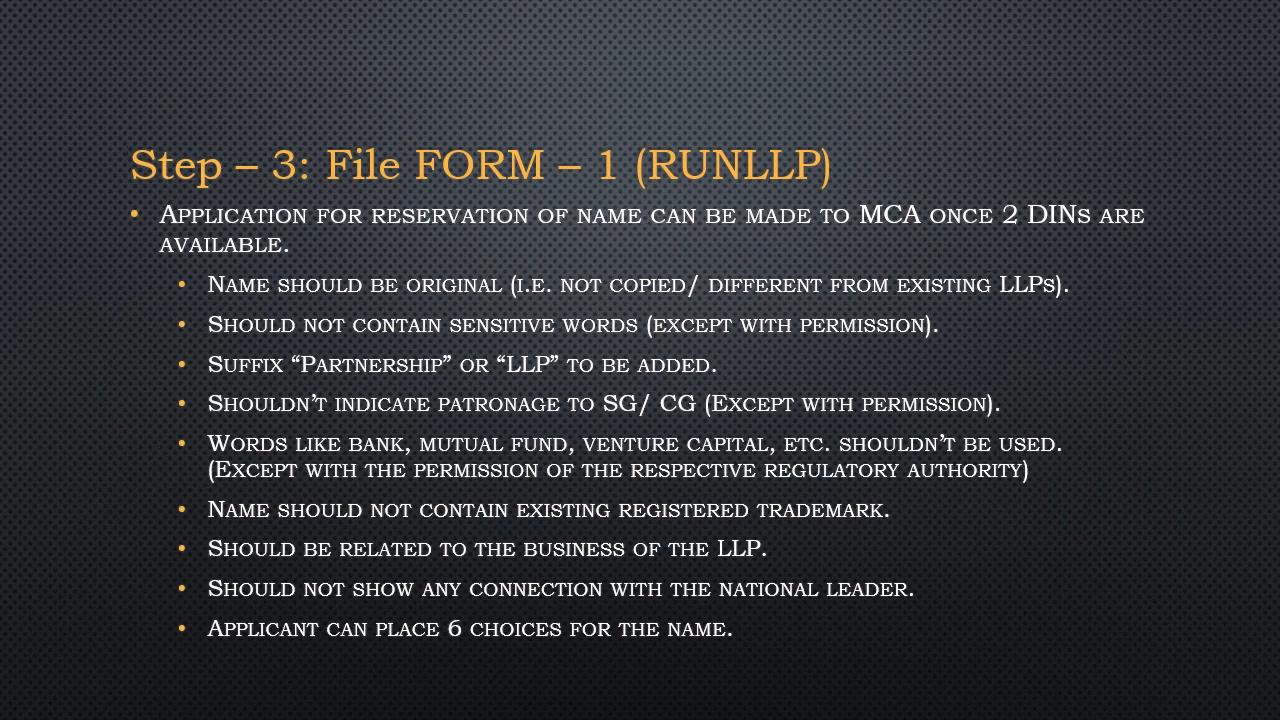 Step – 3: File FORM – 1 (RUNLLP)
• Application for reservation of name can be made to MCA once 2 DINs are
available.
• Name should be original (i.e. not copied/ different from existing LLPs).
• Should not contain sensitive words (except with permission).
• Suffix “Partnership” or “LLP” to be added.
• Shouldn’t indicate patronage to SG/ CG (Except with permission).
• Words like bank, mutual fund, venture capital, etc. shouldn’t be used.
(Except with the permission of the respective regulatory authority)
• Name should not contain existing registered trademark.
• Should be related to the business of the LLP.
• Should not show any connection with the national leader.
• Applicant can place 6 choices for the name.